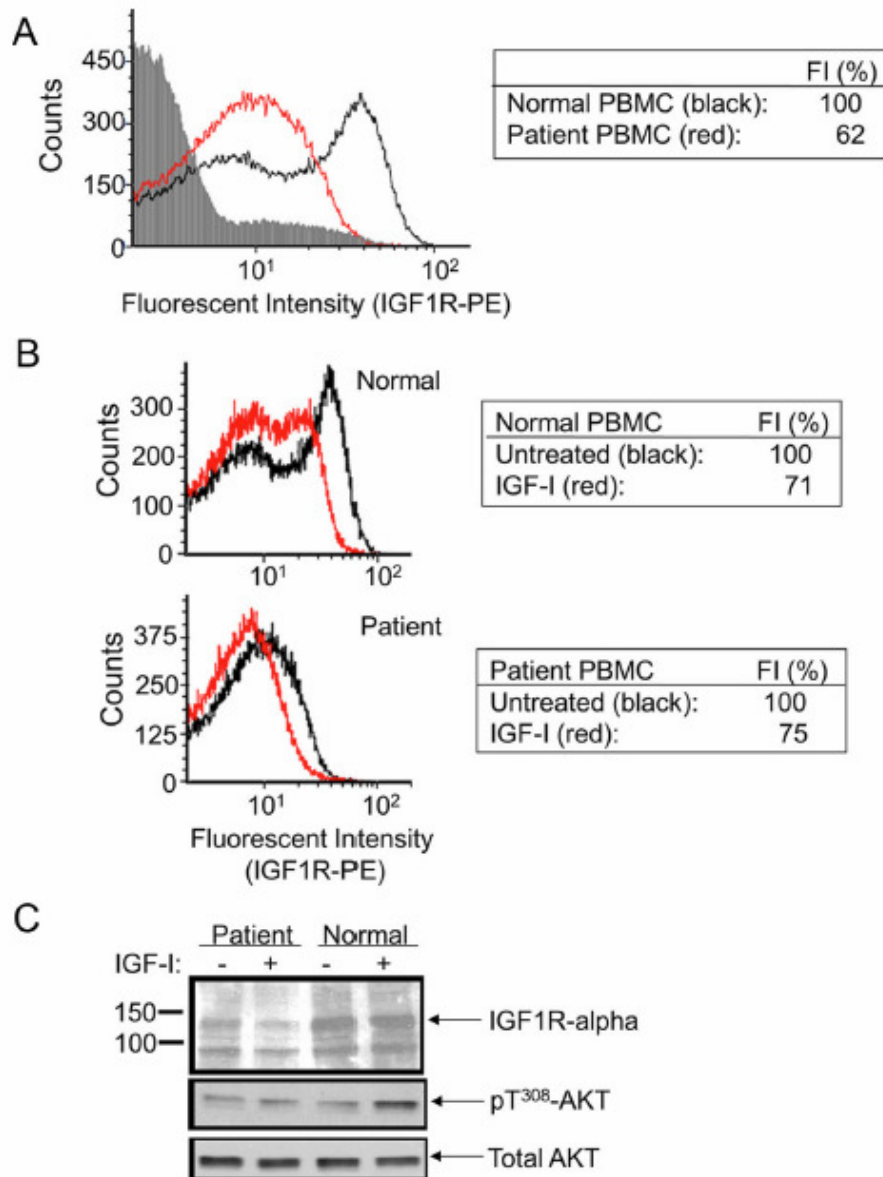 A
450
300
150
0
Counts
10¹
10²
Fluorescent Intensity (IGF1R-PE)
FI (%)
Normal PBMC (black): 100
Patient PBMC (red): 62
B
Normal
300
200
100
0
Counts
10¹
10²
Normal PBMC FI (%)
Untreated (black): 100
IGF-I (red): 71
Patient
375
250
125
0
Counts
10¹
10²
Fluorescent Intensity
(IGF1R-PE)
Patient PBMC FI (%)
Untreated (black): 100
IGF-I (red): 75
C
Patient Normal
IGF-I: - + - +
150
100
IGF1R-alpha
pT³⁰⁸-AKT
Total AKT